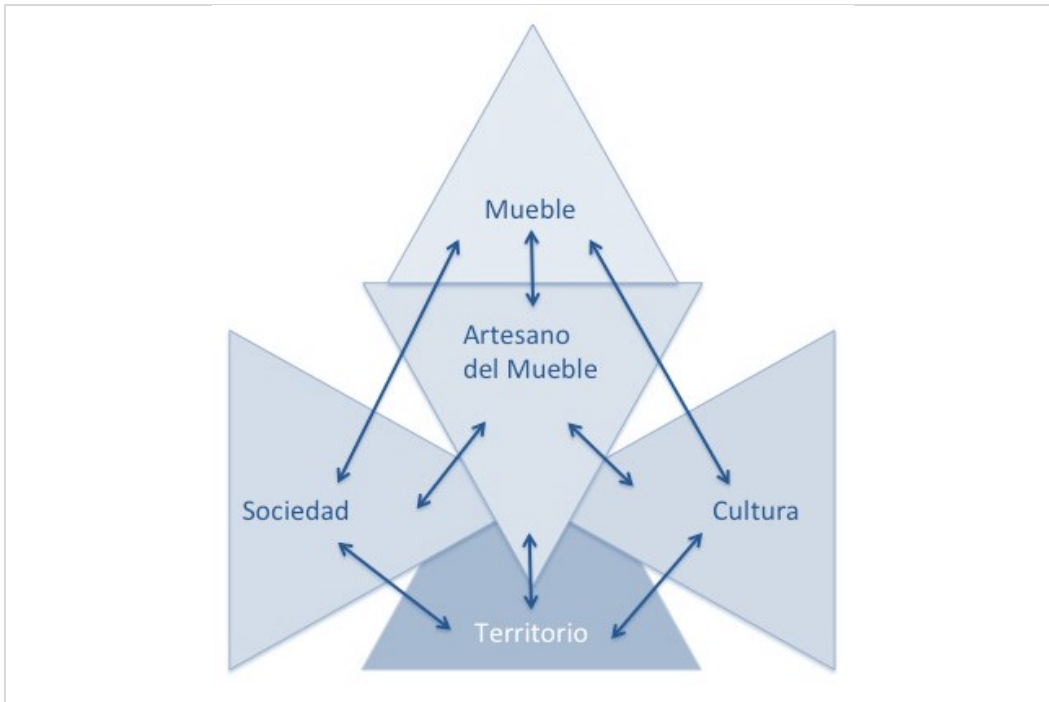 Mueble
Artesano
del Mueble
Sociedad
Cultura
Territorio